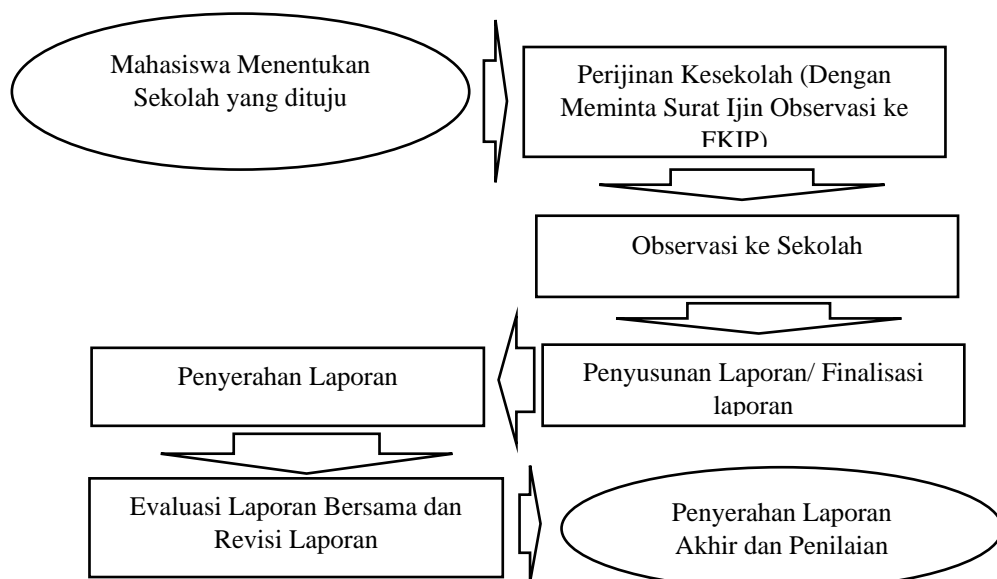 Mahasiswa Menentukan
Sekolah yang dituju
Perijinan Kesekolah (Dengan
Meminta Surat Ijin Observasi ke
FKIP)
Observasi ke Sekolah
Penyusunan Laporan/ Finalisasi
laporan
Penyerahan Laporan
Evaluasi Laporan Bersama dan
Revisi Laporan
Penyerahan Laporan
Akhir dan Penilaian